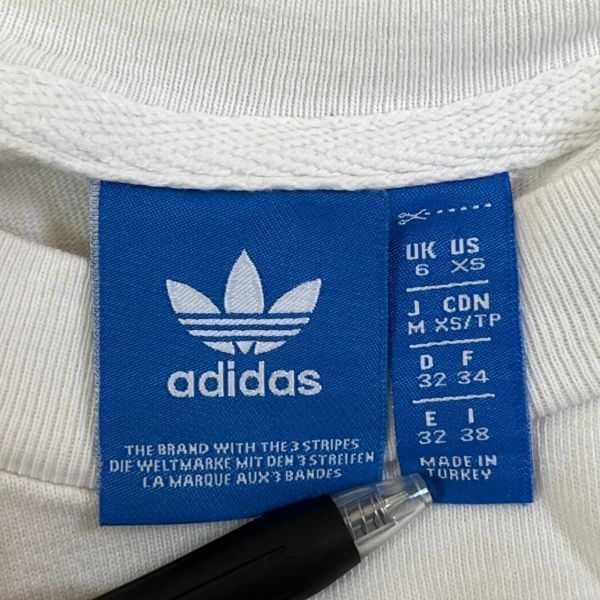 adidas
THE BRAND WITH THE 3 STRIPES
DIE WELTMARKE MIT DEN 3 STREIFEN
LA MARQUE AUX 3 BANDES
UK US
6 XS
J CDN
M XS/TP
D F
32 34
E I
32 38
MADE IN
TURKEY